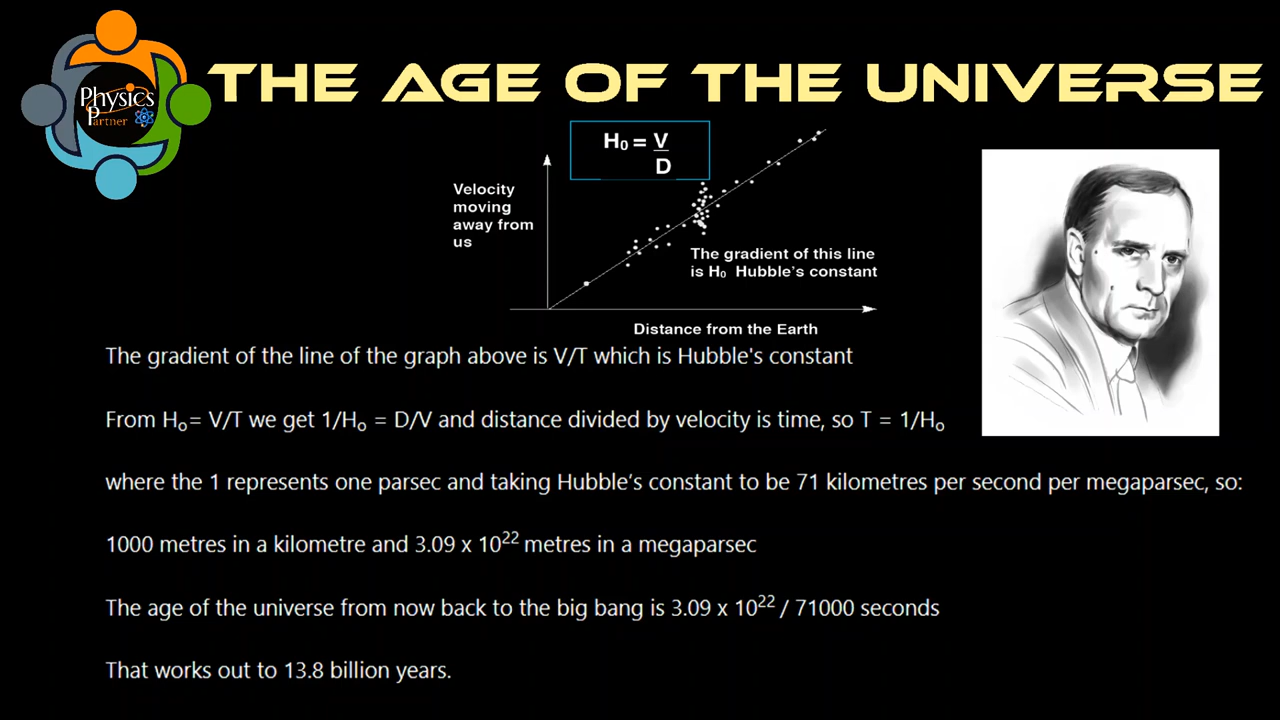 Physics
Partner
THE AGE OF THE UNIVERSE
H₀ = V
D
Velocity
moving
away from
us
The gradient of this line
is H₀ Hubble's constant
Distance from the Earth
The gradient of the line of the graph above is V/T which is Hubble's constant
From Hₒ= V/T we get 1/Hₒ = D/V and distance divided by velocity is time, so T = 1/Hₒ
where the 1 represents one parsec and taking Hubble’s constant to be 71 kilometres per second per megaparsec, so:
1000 metres in a kilometre and 3.09 x 10²² metres in a megaparsec
The age of the universe from now back to the big bang is 3.09 x 10²² / 71000 seconds
That works out to 13.8 billion years.